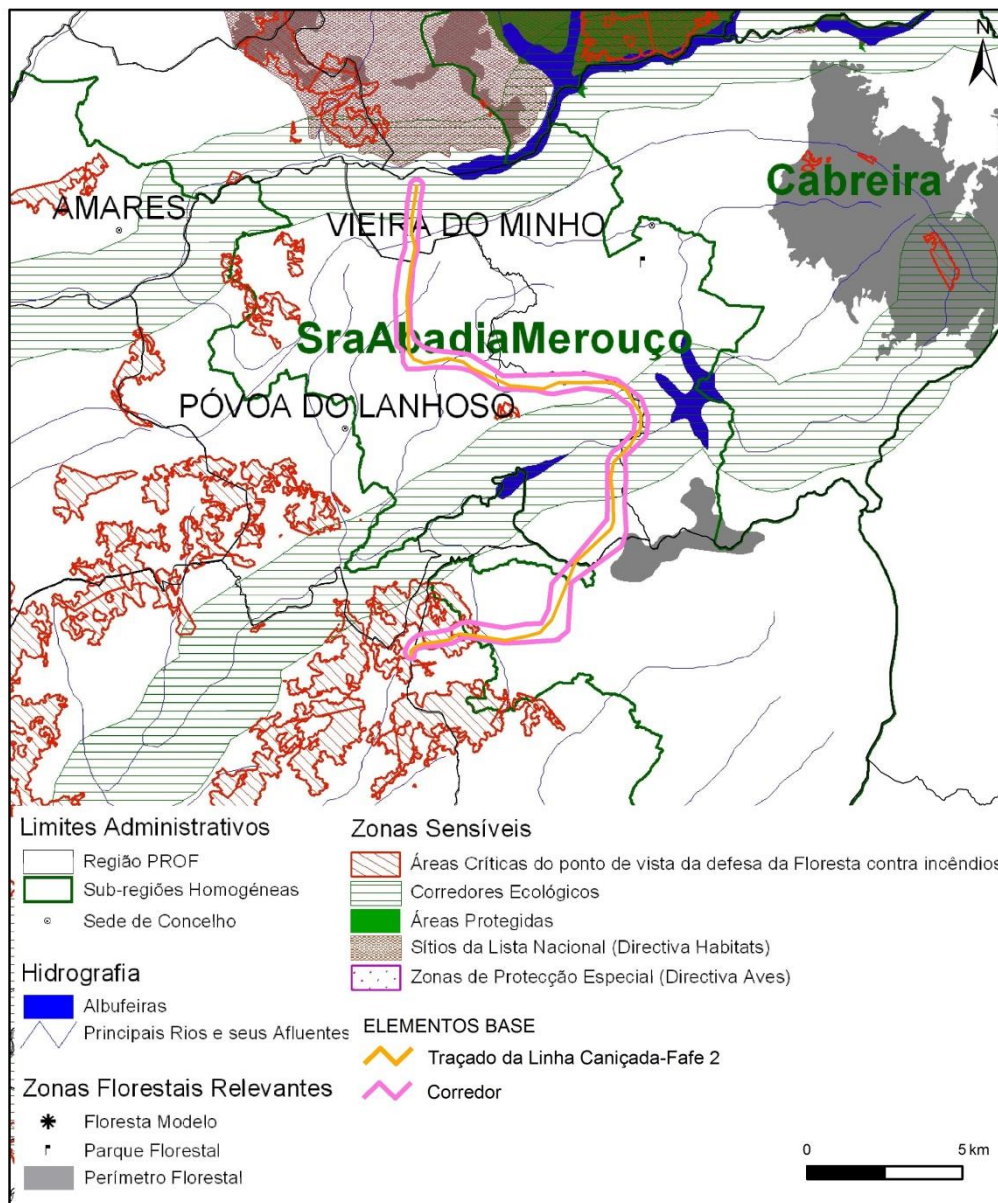 N
Cabreira
AMARES
VIEIRA DO MINHO
SraAbadiaMerouço
PÓVOA DO LANHOSO
Limites Administrativos
Região PROF
Sub-regiões Homogéneas
Sede de Concelho
Hidrografia
Albufeiras
Principais Rios e seus Afluentes
Zonas Florestais Relevantes
Floresta Modelo
Parque Florestal
Perímetro Florestal
Zonas Sensíveis
Áreas Críticas do ponto de vista da defesa da Floresta contra incêndios
Corredores Ecológicos
Áreas Protegidas
Sítios da Lista Nacional (Directiva Habitats)
Zonas de Protecção Especial (Directiva Aves)
ELEMENTOS BASE
Traçado da Linha Caniçada-Fafe 2
Corredor
0 5 km